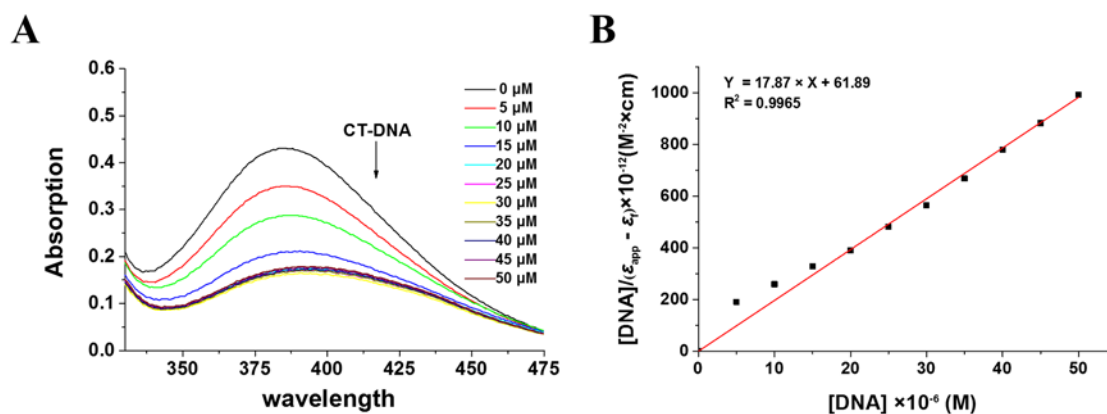 A
0.6
0.5
0.4
0.3
0.2
0.1
0.0
Absorption
350
375
400
425
450
475
wavelength
CT-DNA
0 µM
5 µM
10 µM
15 µM
20 µM
25 µM
30 µM
35 µM
40 µM
45 µM
50 µM
B
Y = 17.87 × X + 61.89
R² = 0.9965
1000
800
600
400
200
0
[DNA]/(εapp - εf)×10⁻¹²(M⁻²×cm)
0
10
20
30
40
50
[DNA] ×10⁻⁶ (M)